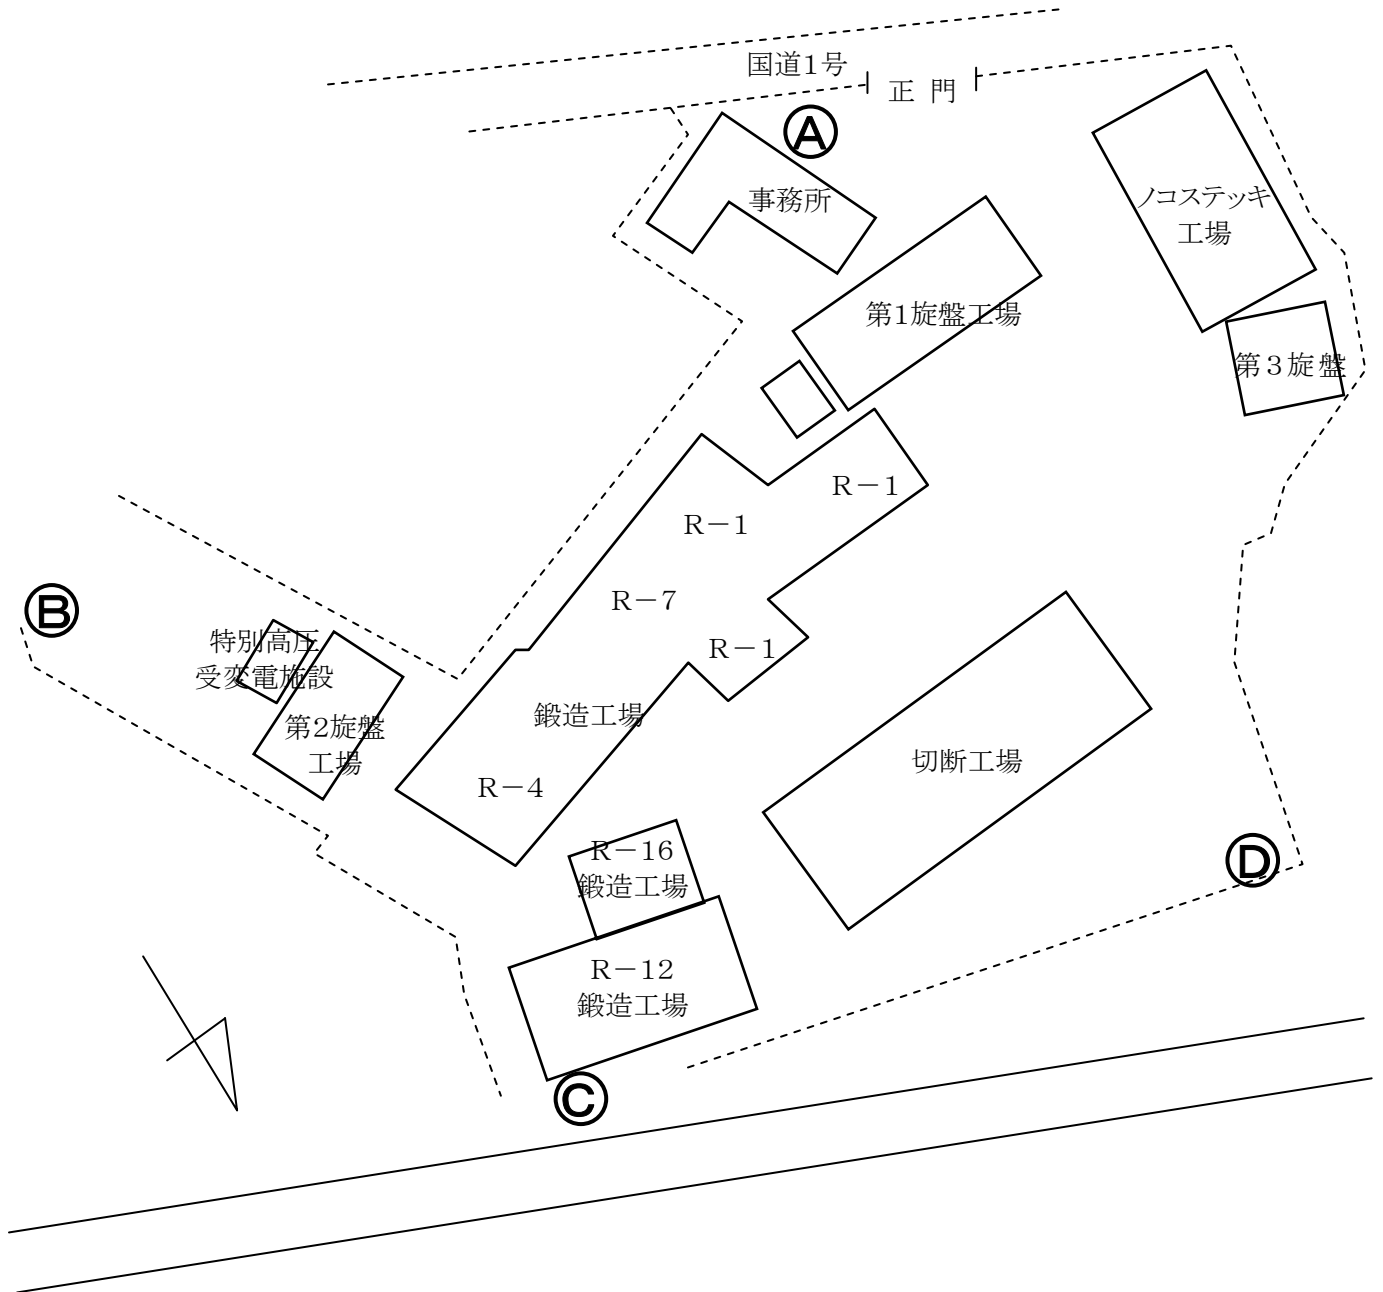 国道1号
正 門
Ⓐ
事務所
ノコステッキ
工場
第1旋盤工場
第３旋盤
R－1
R－1
R－7
R－1
Ⓑ
特別高圧
受変電施設
第2旋盤
工場
鍛造工場
R－4
切断工場
R－16
鍛造工場
Ⓓ
R－12
鍛造工場
Ⓒ